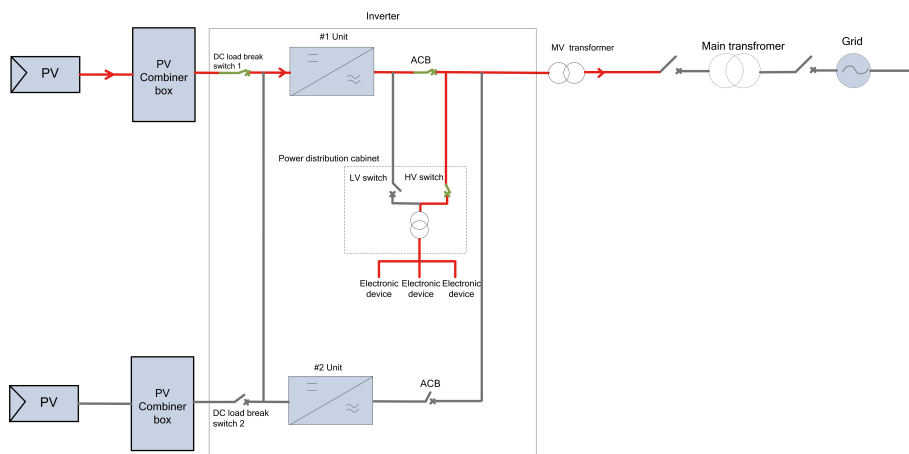 Inverter
#1 Unit
PV
PV
Combiner
box
DC load break
switch 1
ACB
MV transformer
Main transfromer
Grid
Power distribution cabinet
LV switch
HV switch
Electronic
device
Electronic
device
Electronic
device
#2 Unit
PV
PV
Combiner
box
DC load break
switch 2
ACB